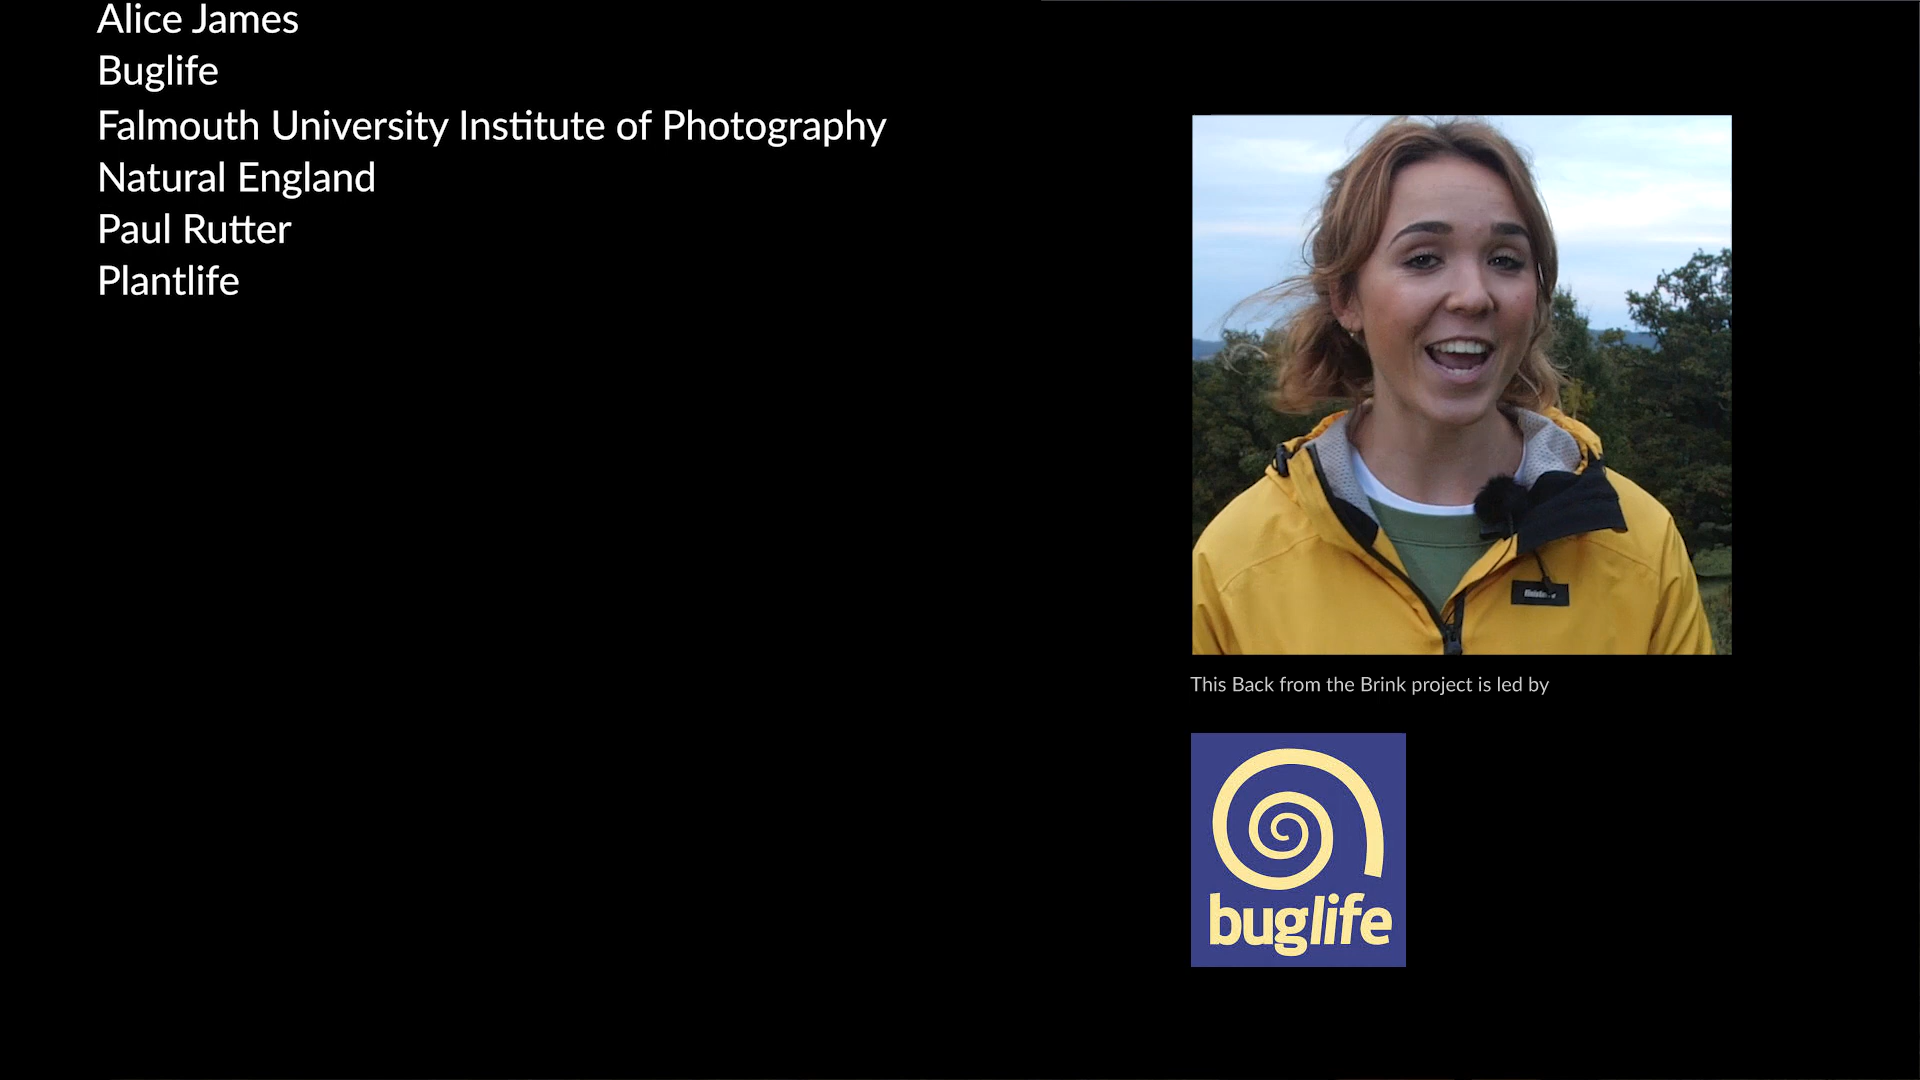 Alice James
Buglife
Falmouth University Institute of Photography
Natural England
Paul Rutter
Plantlife
This Back from the Brink project is led by
buglife